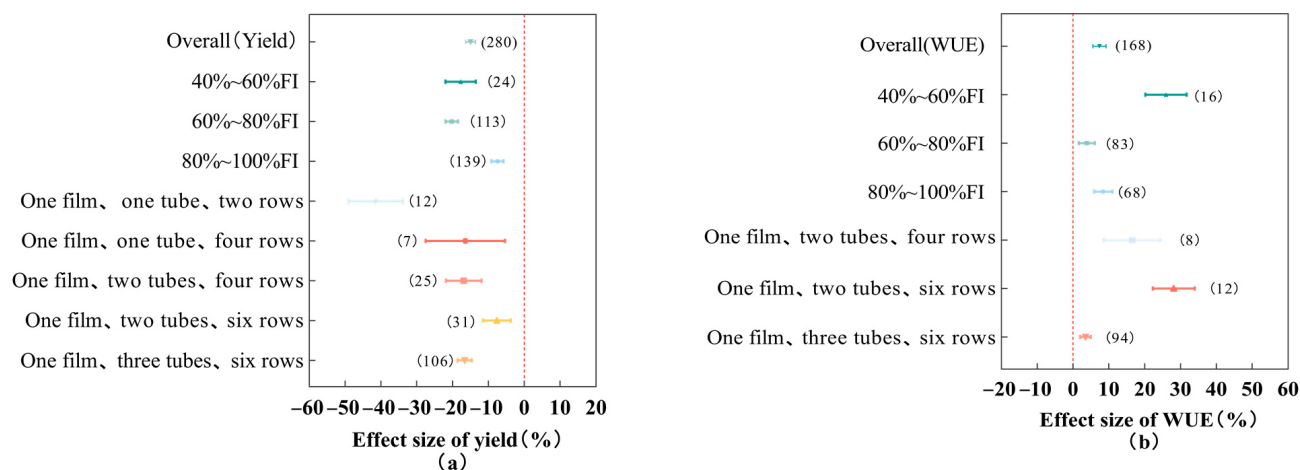 Overall(Yield)
(280)
40%~60%FI
(24)
60%~80%FI
(113)
80%~100%FI
(139)
One film、one tube、two rows
(12)
One film、one tube、four rows
(7)
One film、two tubes、four rows
(25)
One film、two tubes、six rows
(31)
One film、three tubes、six rows
(106)
−60 −50 −40 −30 −20 −10 0 10 20
Effect size of yield(%)
(a)
Overall(WUE)
(168)
40%~60%FI
(16)
60%~80%FI
(83)
80%~100%FI
(68)
One film、two tubes、four rows
(8)
One film、two tubes、six rows
(12)
One film、three tubes、six rows
(94)
−20 −10 0 10 20 30 40 50 60
Effect size of WUE(%)
(b)